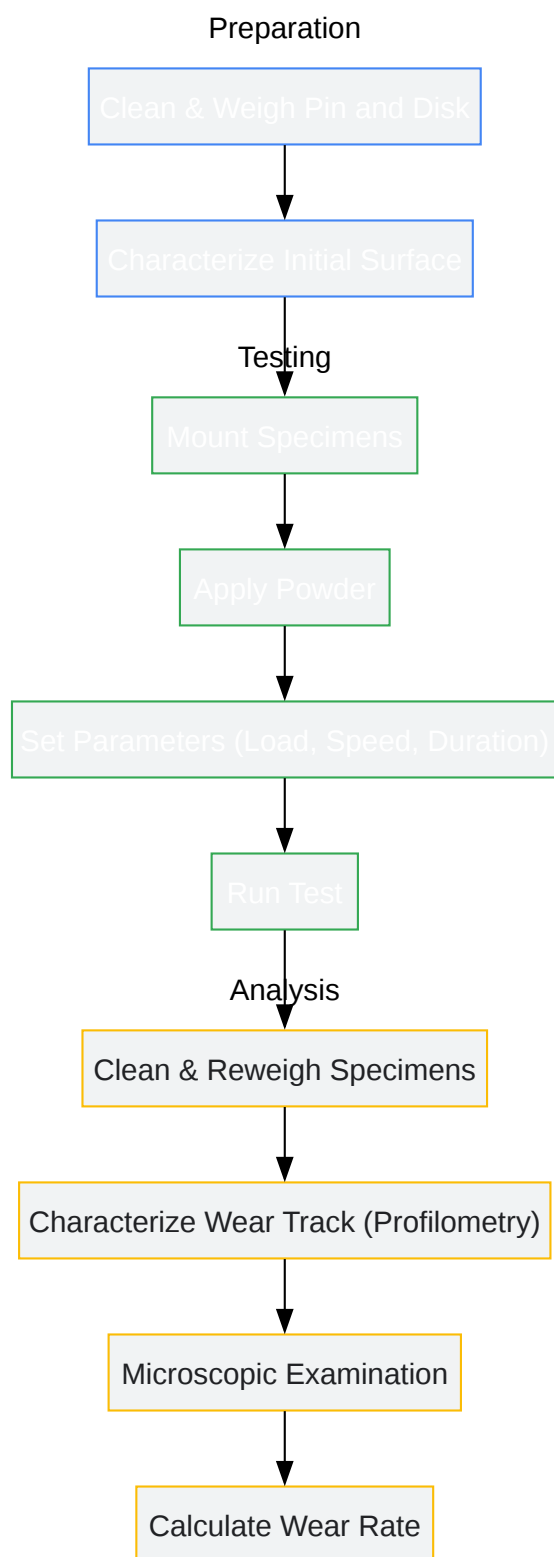 Preparation
Clean & Weigh Pin and Disk
Characterize Initial Surface
Testing
Mount Specimens
Apply Powder
Set Parameters (Load, Speed, Duration)
Run Test
Analysis
Clean & Reweigh Specimens
Characterize Wear Track (Profilometry)
Microscopic Examination
Calculate Wear Rate